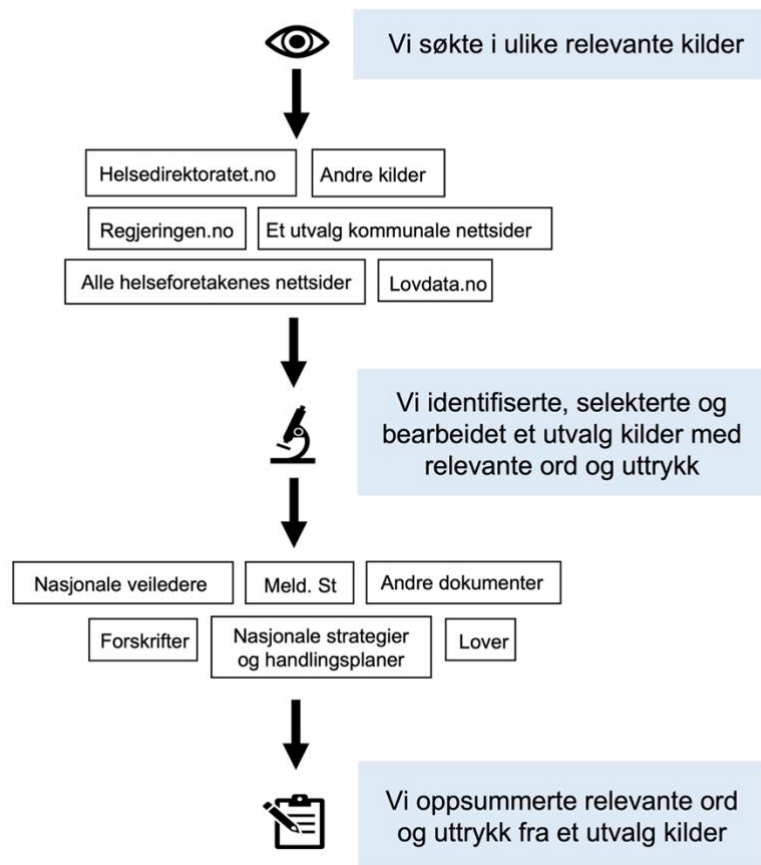 Vi søkte i ulike relevante kilder
Helsedirektoratet.no
Andre kilder
Regjeringen.no
Et utvalg kommunale nettsider
Alle helseforetakenes nettsider
Lovdata.no
Vi identifiserte, selekterte og
bearbeidet et utvalg kilder med
relevante ord og uttrykk
Nasjonale veiledere
Meld. St
Andre dokumenter
Forskrifter
Nasjonale strategier
og handlingsplaner
Lover
Vi oppsummerte relevante ord
og uttrykk fra et utvalg kilder